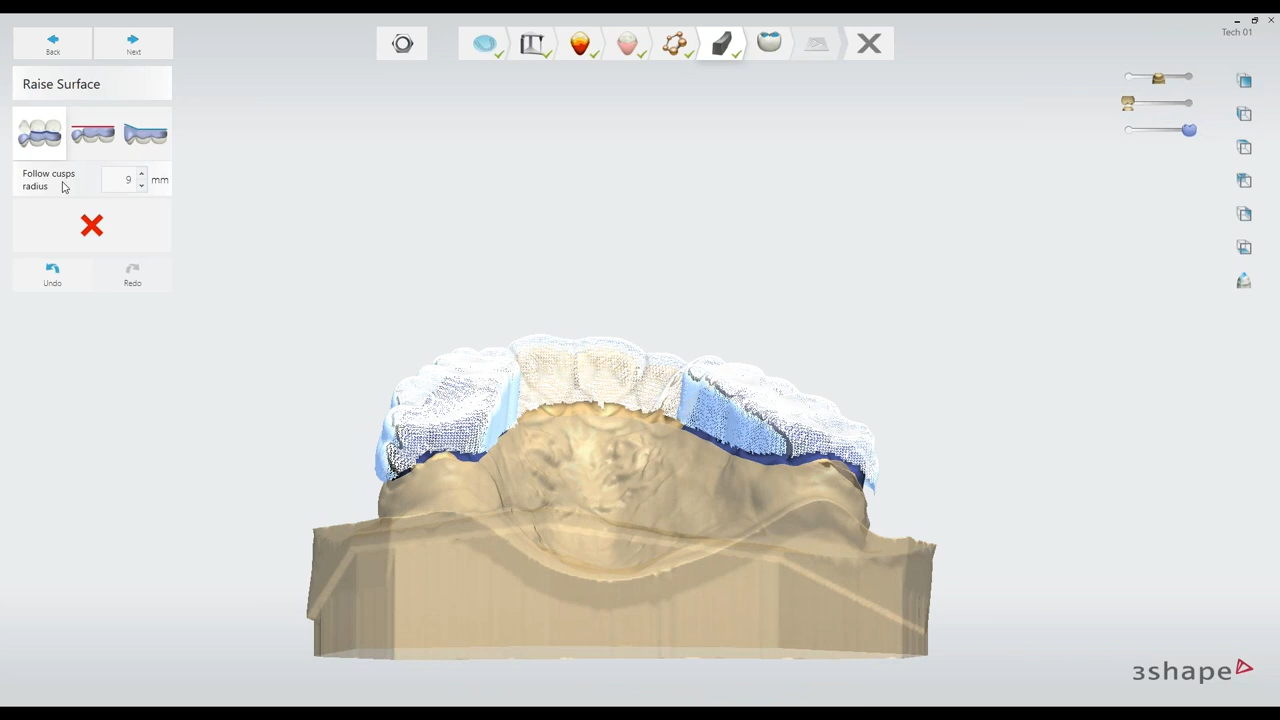 Tech 01
Back
Next
Raise Surface
Follow cusps
radius
9
mm
Undo
Redo
3shape